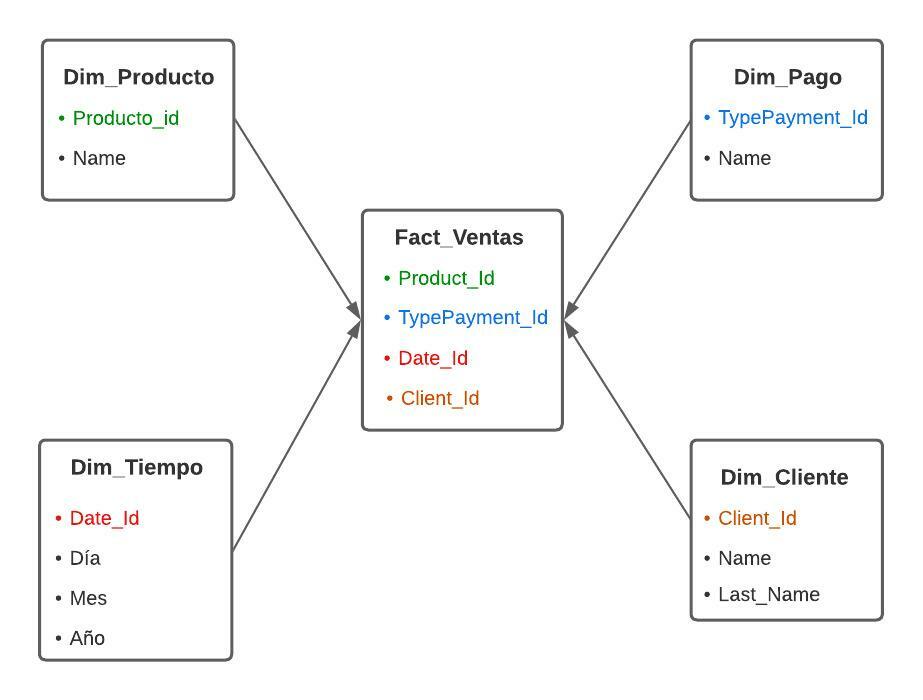 Dim_Producto
• Producto_id
• Name
Dim_Pago
• TypePayment_Id
• Name
Fact_Ventas
• Product_Id
• TypePayment_Id
• Date_Id
• Client_Id
Dim_Tiempo
• Date_Id
• Día
• Mes
• Año
Dim_Cliente
• Client_Id
• Name
• Last_Name